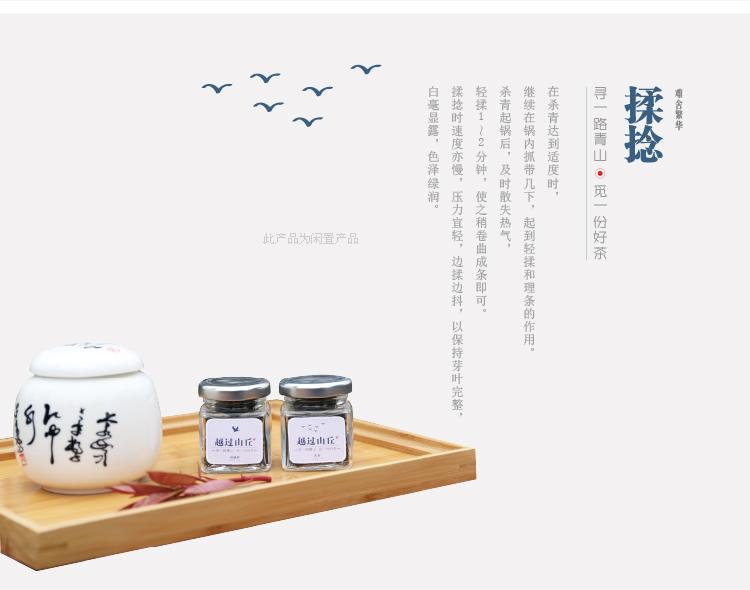 难舍繁华
揉捻
寻一路青山
觅一份好茶
在杀青达到适度时，
继续在锅内抓带几下，起到轻揉和理条的作用。
杀青起锅后，及时散失热气，
轻揉1~2分钟，使之稍卷曲成条即可。
揉捻时速度亦慢，压力宜轻，边揉边抖，以保持芽叶完整，
白毫显露，色泽绿润。
此产品为闲置产品
越过山丘
越过山丘